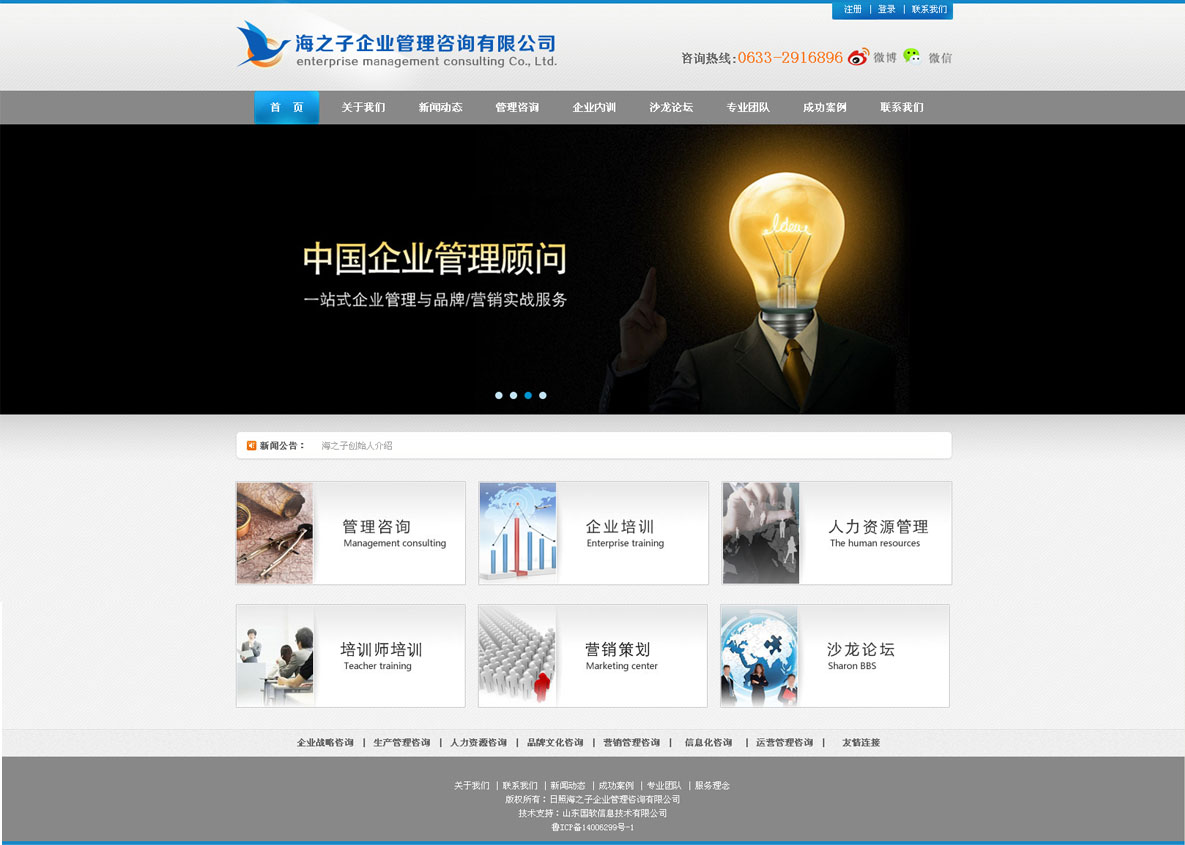 注册 | 登录 | 联系我们
海之子企业管理咨询有限公司
enterprise management consulting Co., Ltd.
咨询热线:0633-2916896 微博 微信
首 页 关于我们 新闻动态 管理咨询 企业内训 沙龙论坛 专业团队 成功案例 联系我们
Idea
中国企业管理顾问
一站式企业管理与品牌/营销实战服务
新闻公告： 海之子创始人介绍
管理咨询
Management consulting
企业培训
Enterprise training
人力资源管理
The human resources
培训师培训
Teacher training
营销策划
Marketing center
沙龙论坛
Sharon BBS
企业战略咨询 | 生产管理咨询 | 人力资源咨询 | 品牌文化咨询 | 营销管理咨询 | 信息化咨询 | 运营管理咨询 | 友情连接
关于我们 | 联系我们 | 新闻动态 | 成功案例 | 专业团队 | 服务理念
版权所有：日照海之子企业管理咨询有限公司
技术支持：山东国软信息技术有限公司
鲁ICP备14006299号-1